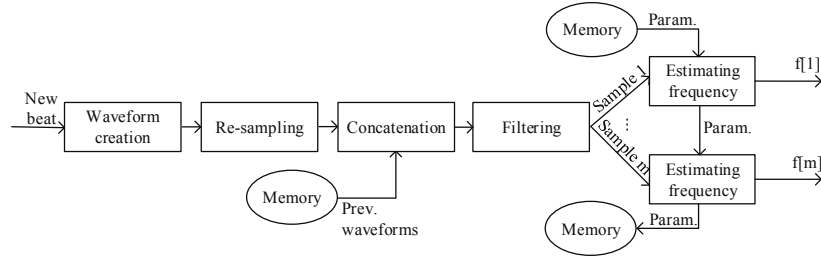 Memory
Param.
New
beat
Waveform
creation
Re-sampling
Concatenation
Filtering
Sample 1
...
Sample m
Estimating
frequency
f[1]
Param.
Estimating
frequency
f[m]
Memory
Prev.
waveforms
Param.
Memory